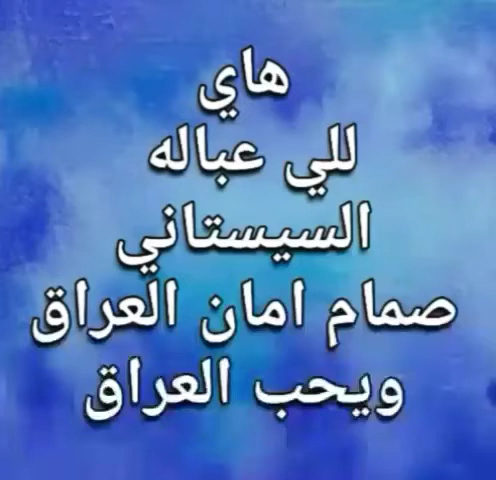 هاي
للي عباله
السيستاني
صمام امان العراق
ويحب العراق